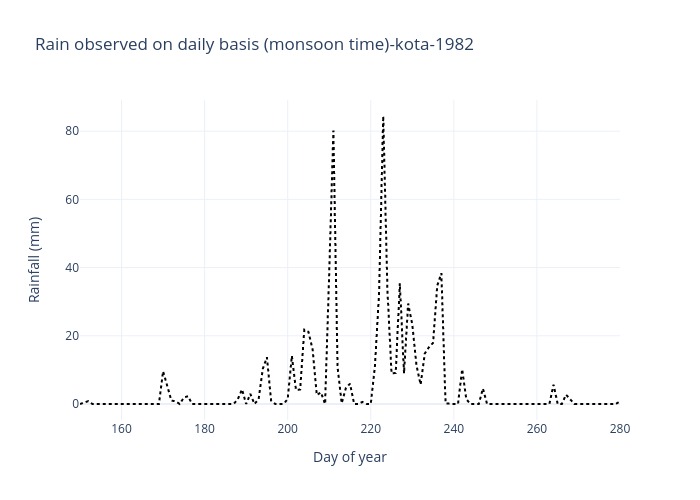 Rain observed on daily basis (monsoon time)-kota-1982
Rainfall (mm)
80
60
40
20
0
160 180 200 220 240 260 280
Day of year